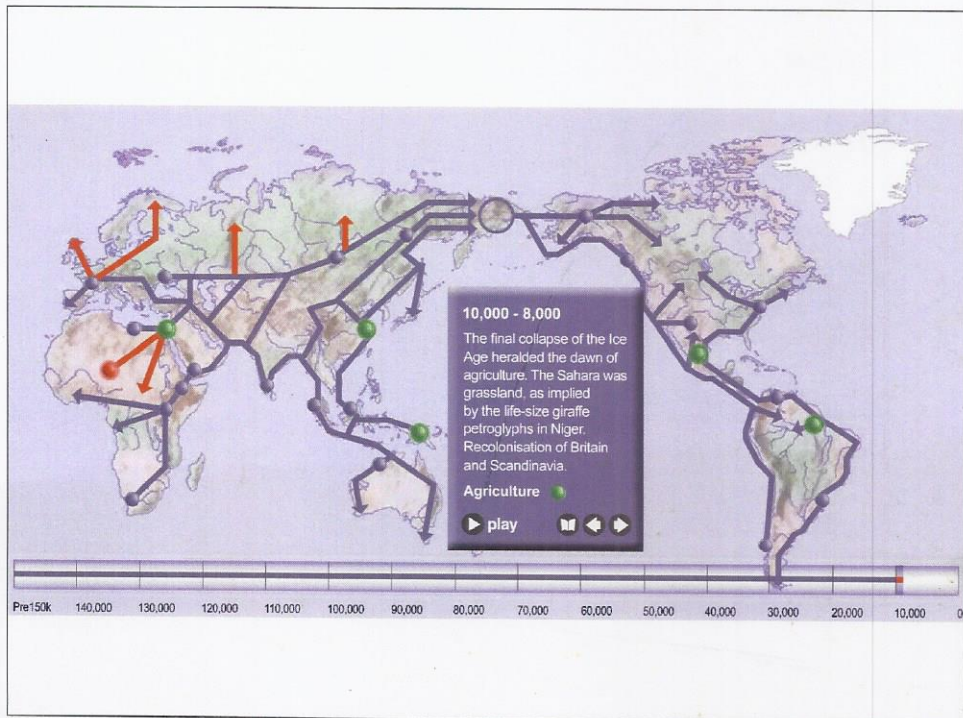 10,000 - 8,000
The final collapse of the Ice
Age heralded the dawn of
agriculture. The Sahara was
grassland, as implied
by the life-size giraffe
petroglyphs in Niger.
Recolonisation of Britain
and Scandinavia.
Agriculture
play
Pre150k 140,000 130,000 120,000 100,000 90,000 80,000 70,000 60,000 50,000 40,000 30,000 20,000 10,000 0